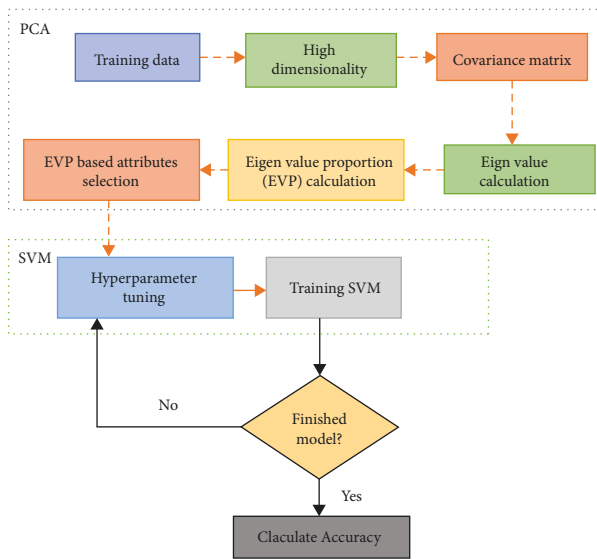 PCA
Training data
High
dimensionality
Covariance matrix
EVP based attributes
selection
Eigen value proportion
(EVP) calculation
Eign value
calculation
SVM
Hyperparameter
tuning
Training SVM
No
Finished
model?
Yes
Claculate Accuracy